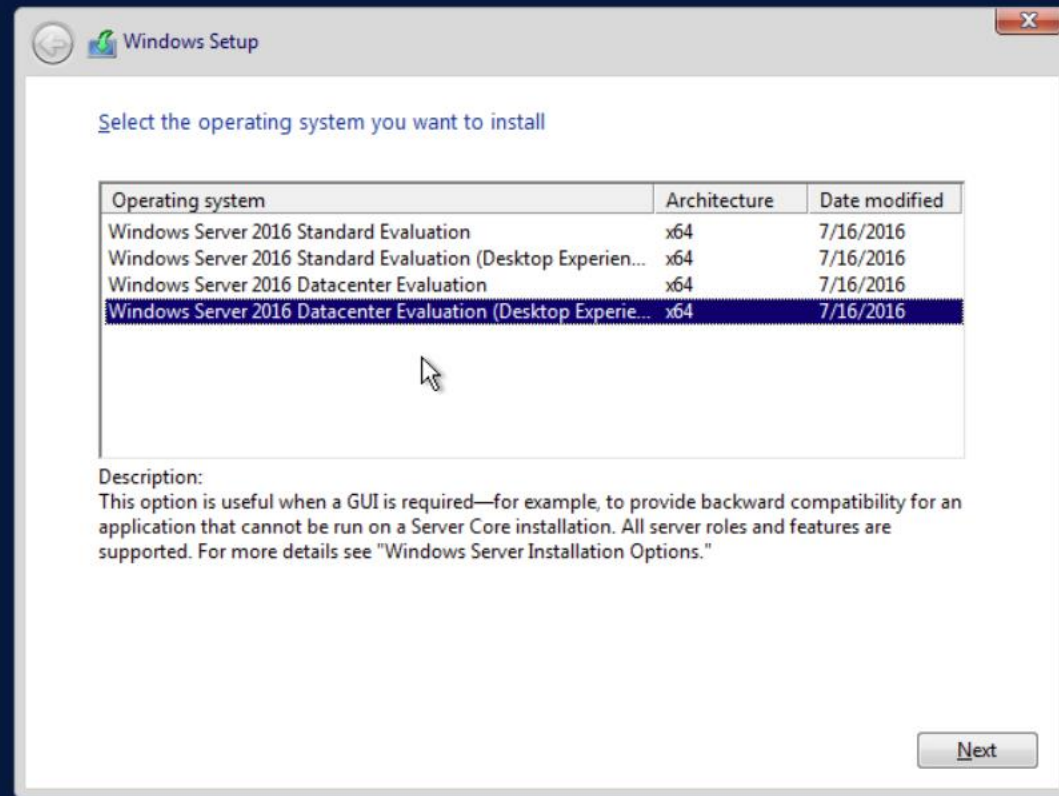 Windows Setup
Select the operating system you want to install
Operating system Architecture Date modified
Windows Server 2016 Standard Evaluation x64 7/16/2016
Windows Server 2016 Standard Evaluation (Desktop Experien... x64 7/16/2016
Windows Server 2016 Datacenter Evaluation x64 7/16/2016
Windows Server 2016 Datacenter Evaluation (Desktop Experie... x64 7/16/2016
Description:
This option is useful when a GUI is required—for example, to provide backward compatibility for an
application that cannot be run on a Server Core installation. All server roles and features are
supported. For more details see "Windows Server Installation Options."
Next